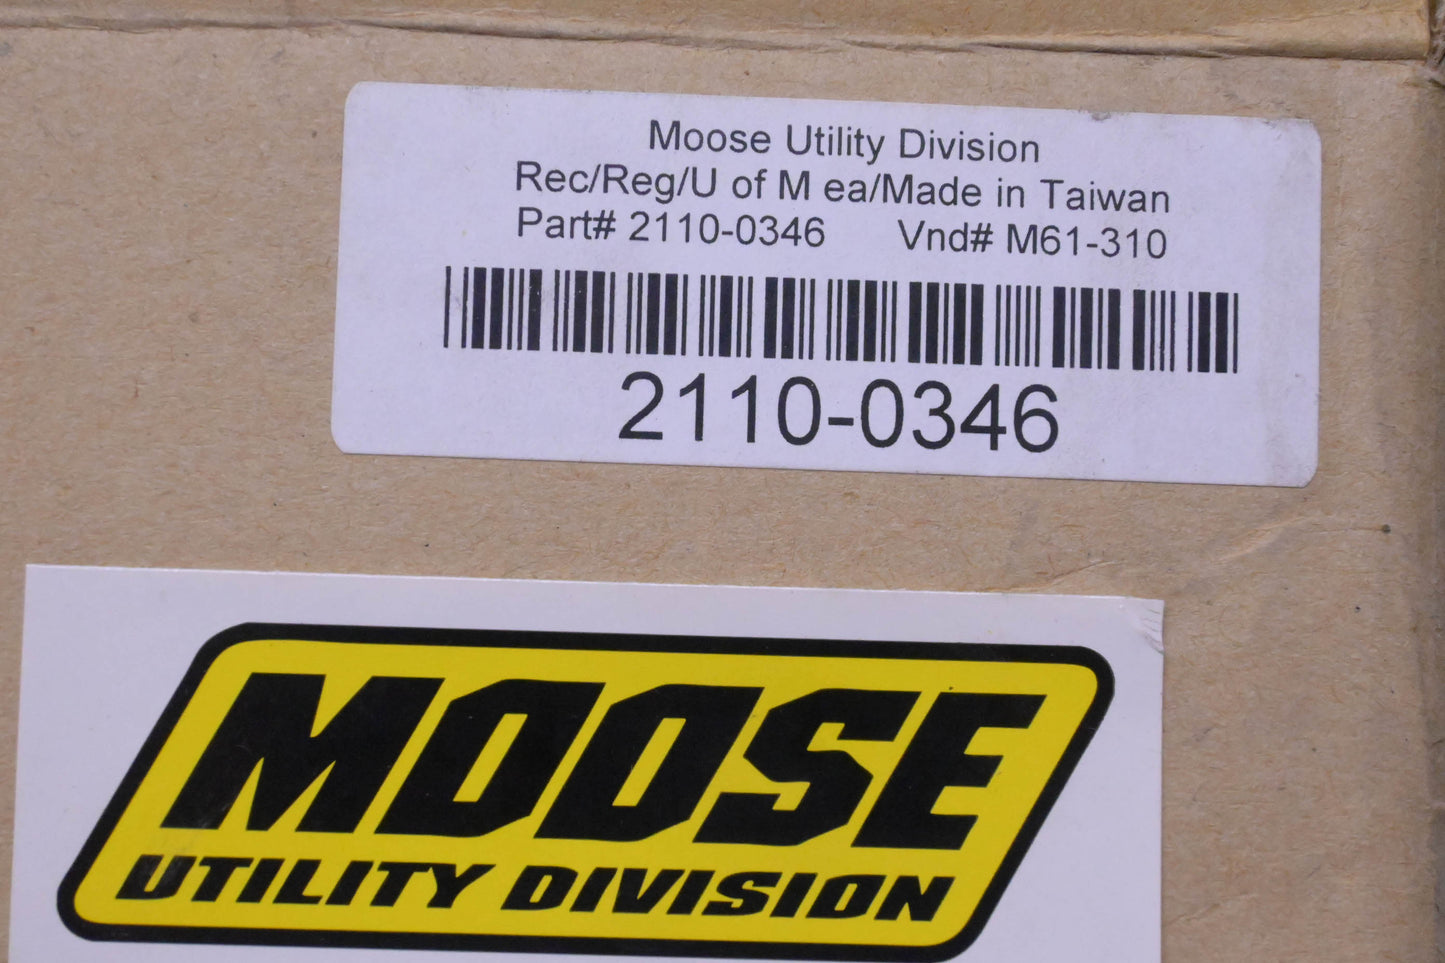 Moose Utility Division
Rec/Reg/U of M ea/Made in Taiwan
Part# 2110-0346 Vnd# M61-310
2110-0346
MOOSE
UTILITY DIVISION